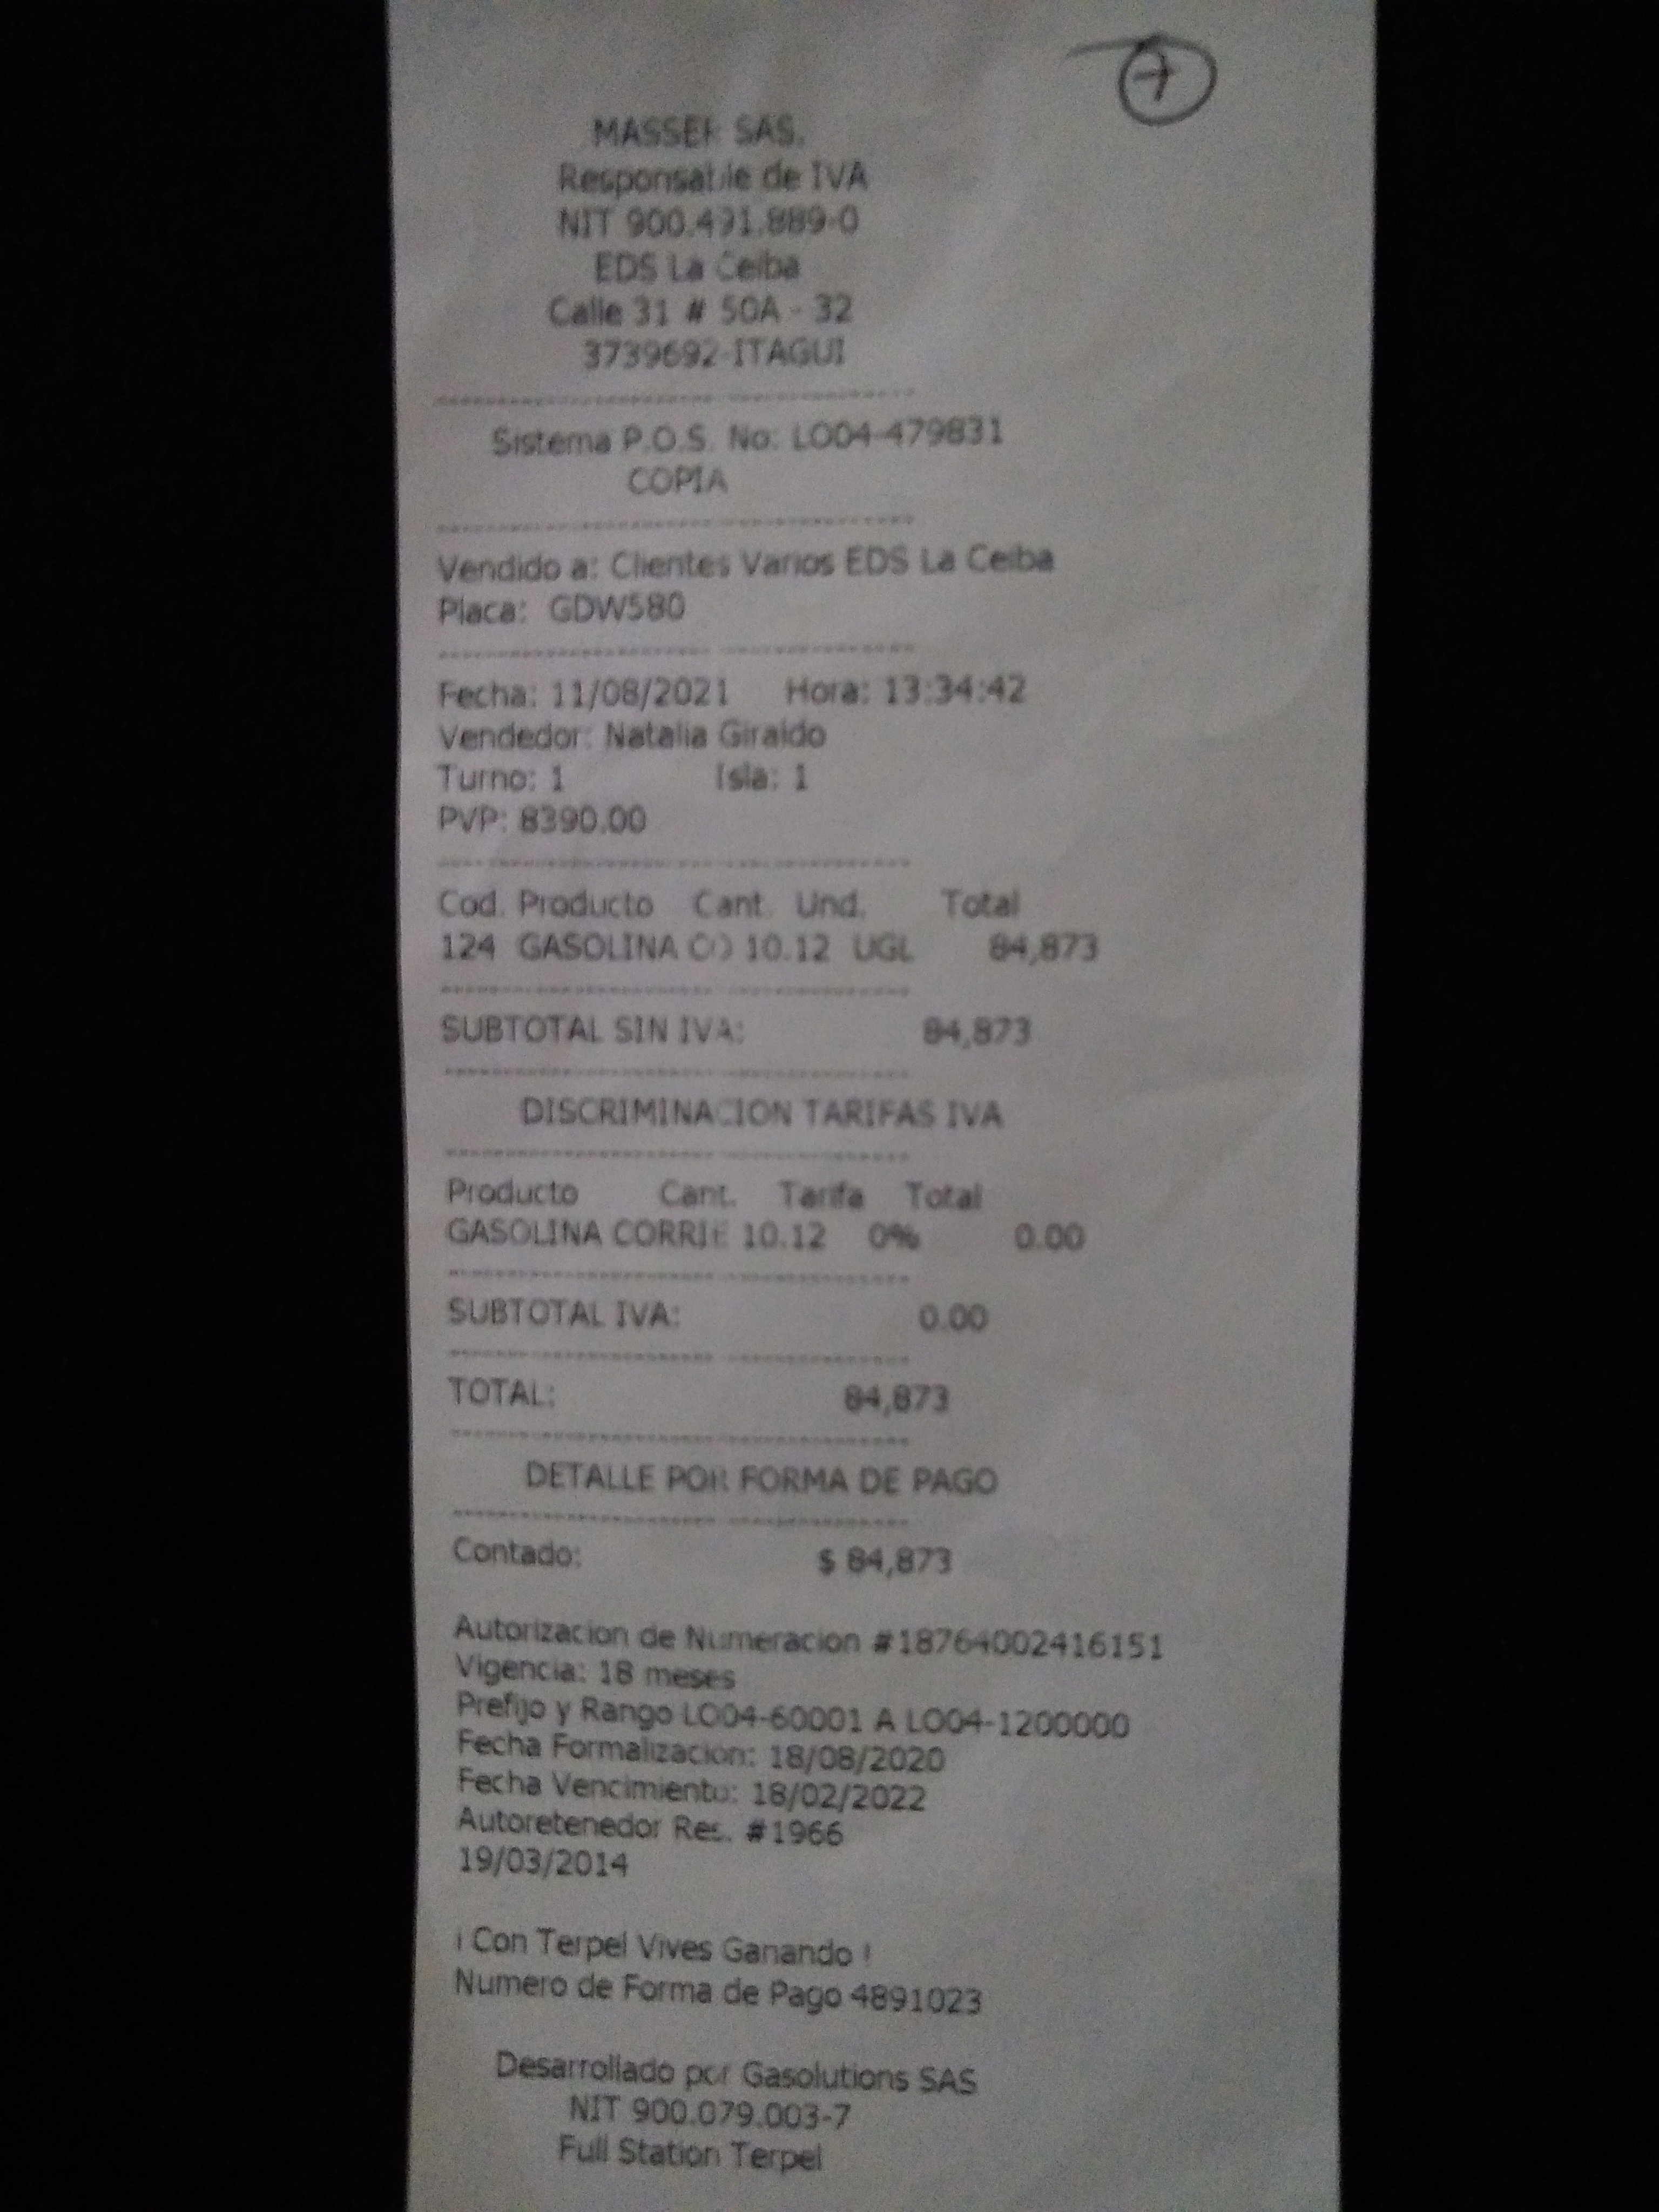 MASSER SAS.
Responsable de IVA
NIT 900.491.889-0
EDS La Ceiba
Calle 31 # 50A - 32
3739692-ITAGUI
Sistema P.O.S. No: LO04-479831
COPIA
Vendido a: Clientes Varios EDS La Ceiba
Placa: GDW580
Fecha: 11/08/2021 Hora: 13:34:42
Vendedor: Natalia Giraldo
Turno: 1 Isla: 1
PVP: 8390.00
Cod. Producto Cant. Und. Total
124 GASOLINA CO 10.12 UGL 84,873
SUBTOTAL SIN IVA: 84,873
DISCRIMINACION TARIFAS IVA
Producto Cant. Tarifa Total
GASOLINA CORRIE 10.12 0% 0.00
SUBTOTAL IVA: 0.00
TOTAL: 84,873
DETALLE POR FORMA DE PAGO
Contado: $ 84,873
Autorizacion de Numeracion #18764002416151
Vigencia: 18 meses
Prefijo y Rango LO04-60001 A LO04-1200000
Fecha Formalizacion: 18/08/2020
Fecha Vencimiento: 18/02/2022
Autoretenedor Res. #1966
19/03/2014
¡ Con Terpel Vives Ganando !
Numero de Forma de Pago 4891023
Desarrollado por Gasolutions SAS
NIT 900.079.003-7
Full Station Terpel